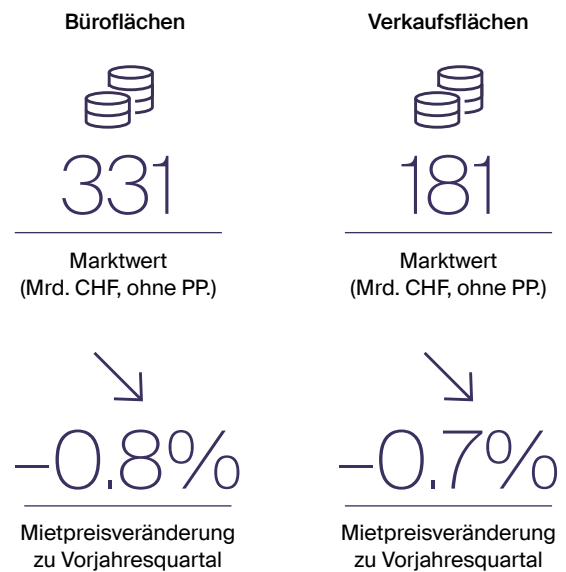 Büroflächen
331
Marktwert
(Mrd. CHF, ohne PP.)
–0.8%
Mietpreisveränderung
zu Vorjahresquartal
Verkaufsflächen
181
Marktwert
(Mrd. CHF, ohne PP.)
–0.7%
Mietpreisveränderung
zu Vorjahresquartal